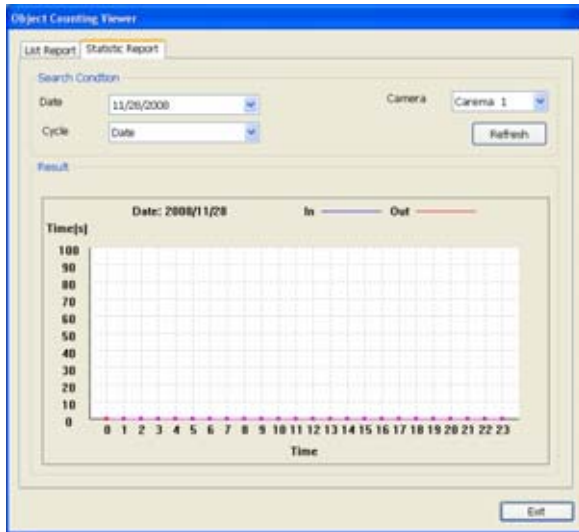 Object Counting Viewer
List Report Statistic Report
Search Condtion
Date 11/28/2008 Camera Carema 1
Cycle Date Refresh
Result
Date: 2008/11/28 In Out
Time(s)
100
90
80
70
60
50
40
30
20
10
0
0 1 2 3 4 5 6 7 8 9 10 11 12 13 14 15 16 17 18 19 20 21 22 23
Time
Exit